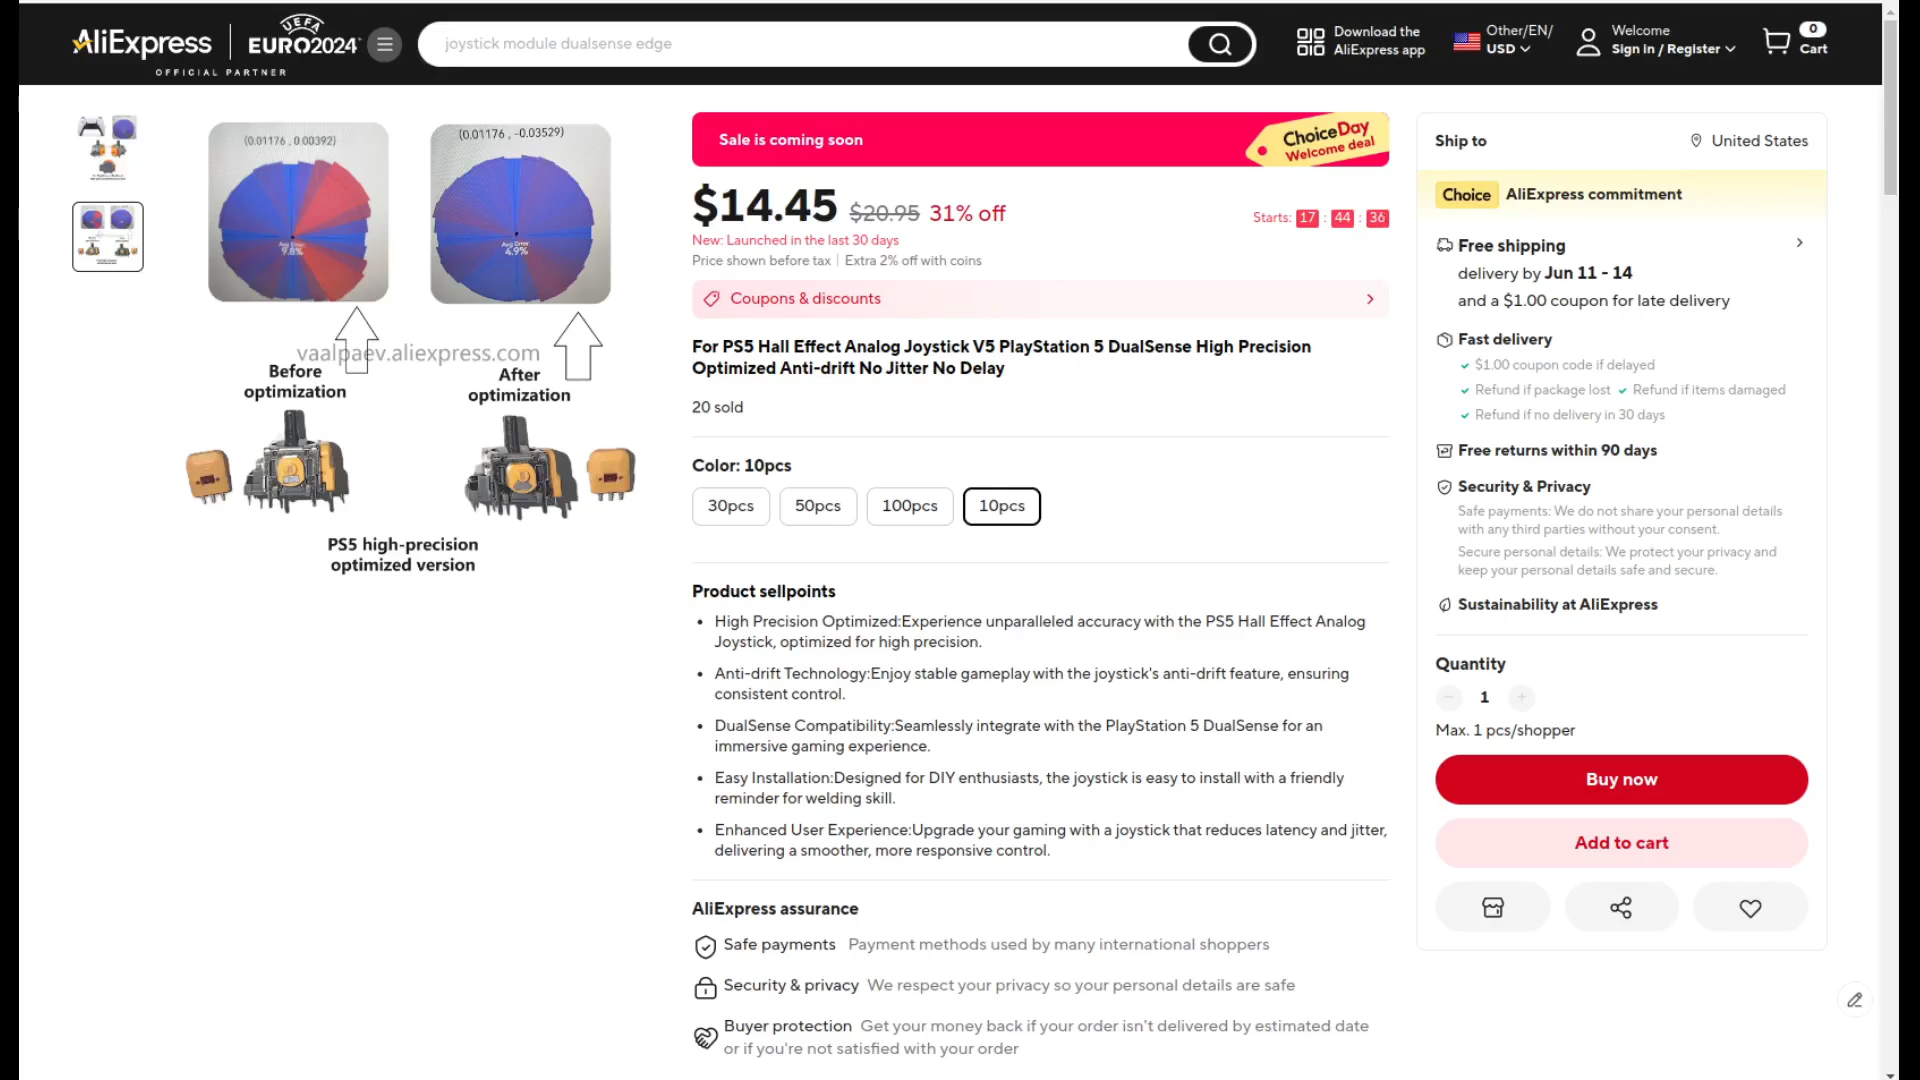 AliExpress
UEFA
EURO2024
OFFICIAL PARTNER
joystick module dualsense edge
Download the
AliExpress app
Other/EN/
USD
Welcome
Sign in / Register
0
Cart
(0.01176 , 0.00392)
Avg Error:
9.8%
(0.01176 , -0.03529)
Avg Error:
4.9%
vaalpaev.aliexpress.com
Before
optimization
After
optimization
PS5 high-precision
optimized version
Sale is coming soon
ChoiceDay
Welcome deal
$14.45 $20.95 31% off
Starts: 17 : 44 : 36
New: Launched in the last 30 days
Price shown before tax | Extra 2% off with coins
Coupons & discounts
For PS5 Hall Effect Analog Joystick V5 PlayStation 5 DualSense High Precision
Optimized Anti-drift No Jitter No Delay
20 sold
Color: 10pcs
30pcs 50pcs 100pcs 10pcs
Product sellpoints
• High Precision Optimized:Experience unparalleled accuracy with the PS5 Hall Effect Analog
Joystick, optimized for high precision.
• Anti-drift Technology:Enjoy stable gameplay with the joystick's anti-drift feature, ensuring
consistent control.
• DualSense Compatibility:Seamlessly integrate with the PlayStation 5 DualSense for an
immersive gaming experience.
• Easy Installation:Designed for DIY enthusiasts, the joystick is easy to install with a friendly
reminder for welding skill.
• Enhanced User Experience:Upgrade your gaming with a joystick that reduces latency and jitter,
delivering a smoother, more responsive control.
AliExpress assurance
Safe payments Payment methods used by many international shoppers
Security & privacy We respect your privacy so your personal details are safe
Buyer protection Get your money back if your order isn't delivered by estimated date
or if you're not satisfied with your order
Ship to United States
Choice AliExpress commitment
Free shipping
delivery by Jun 11 - 14
and a $1.00 coupon for late delivery
Fast delivery
$1.00 coupon code if delayed
Refund if package lost Refund if items damaged
Refund if no delivery in 30 days
Free returns within 90 days
Security & Privacy
Safe payments: We do not share your personal details
with any third parties without your consent.
Secure personal details: We protect your privacy and
keep your personal details safe and secure.
Sustainability at AliExpress
Quantity
1
Max. 1 pcs/shopper
Buy now
Add to cart